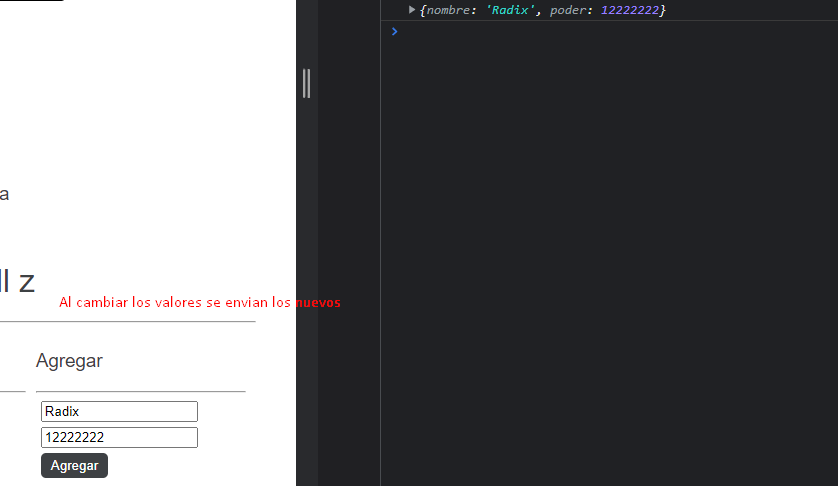 {nombre: 'Radix', poder: 12222222}
a
ll z
Al cambiar los valores se envian los nuevos
Agregar
Radix
12222222
Agregar